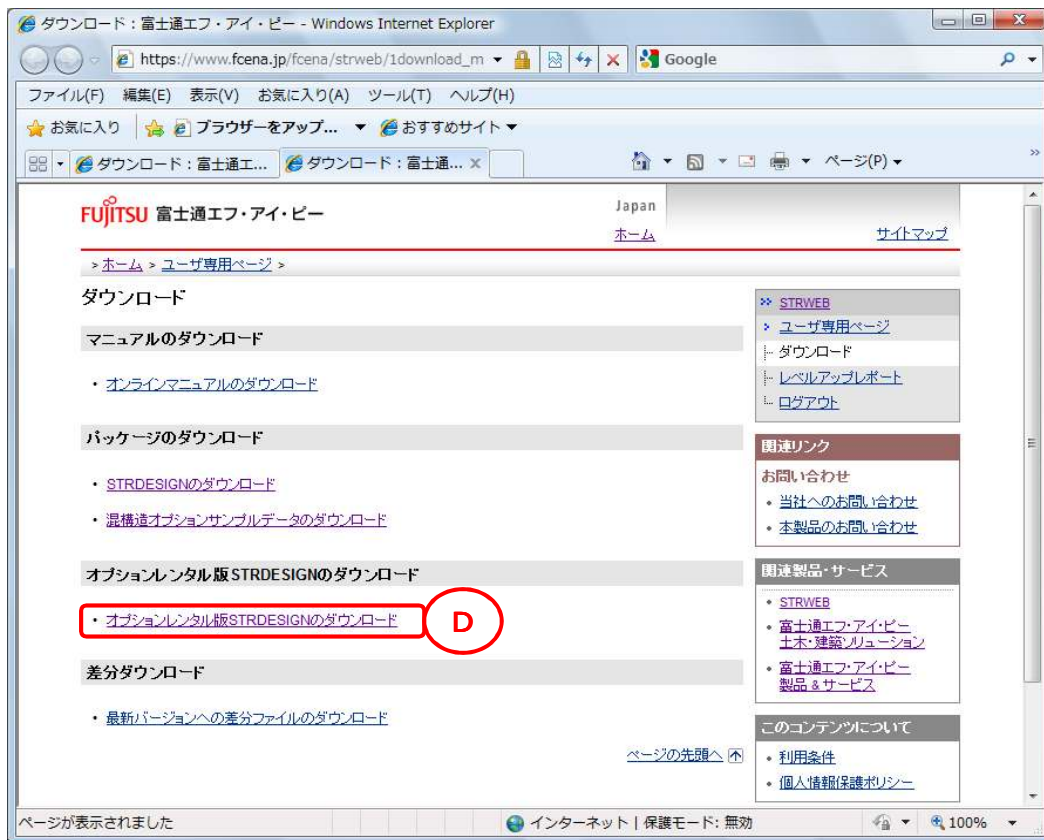 ダウンロード：富士通エフ・アイ・ピー - Windows Internet Explorer
https://www.fcena.jp/fcena/strweb/1download_m
Google
ファイル(F) 編集(E) 表示(V) お気に入り(A) ツール(T) ヘルプ(H)
お気に入り ブラウザーをアップ... おすすめサイト
ダウンロード：富士通エ... ダウンロード：富士通... ページ(P)
FUJITSU 富士通エフ・アイ・ピー
Japan
ホーム
サイトマップ
> ホーム > ユーザ専用ページ >
ダウンロード
マニュアルのダウンロード
・オンラインマニュアルのダウンロード
パッケージのダウンロード
・STRDESIGNのダウンロード
・混構造オプションサンプルデータのダウンロード
オプションレンタル版STRDESIGNのダウンロード
・オプションレンタル版STRDESIGNのダウンロード
D
差分ダウンロード
・最新バージョンへの差分ファイルのダウンロード
ページの先頭へ
STRWEB
ユーザ専用ページ
ダウンロード
レベルアップレポート
ログアウト
関連リンク
お問い合わせ
・当社へのお問い合わせ
・本製品のお問い合わせ
関連製品・サービス
・STRWEB
・富士通エフ・アイ・ピー
土木・建築ソリューション
・富士通エフ・アイ・ピー
製品＆サービス
このコンテンツについて
・利用条件
・個人情報保護ポリシー
ページが表示されました
インターネット | 保護モード: 無効
100%